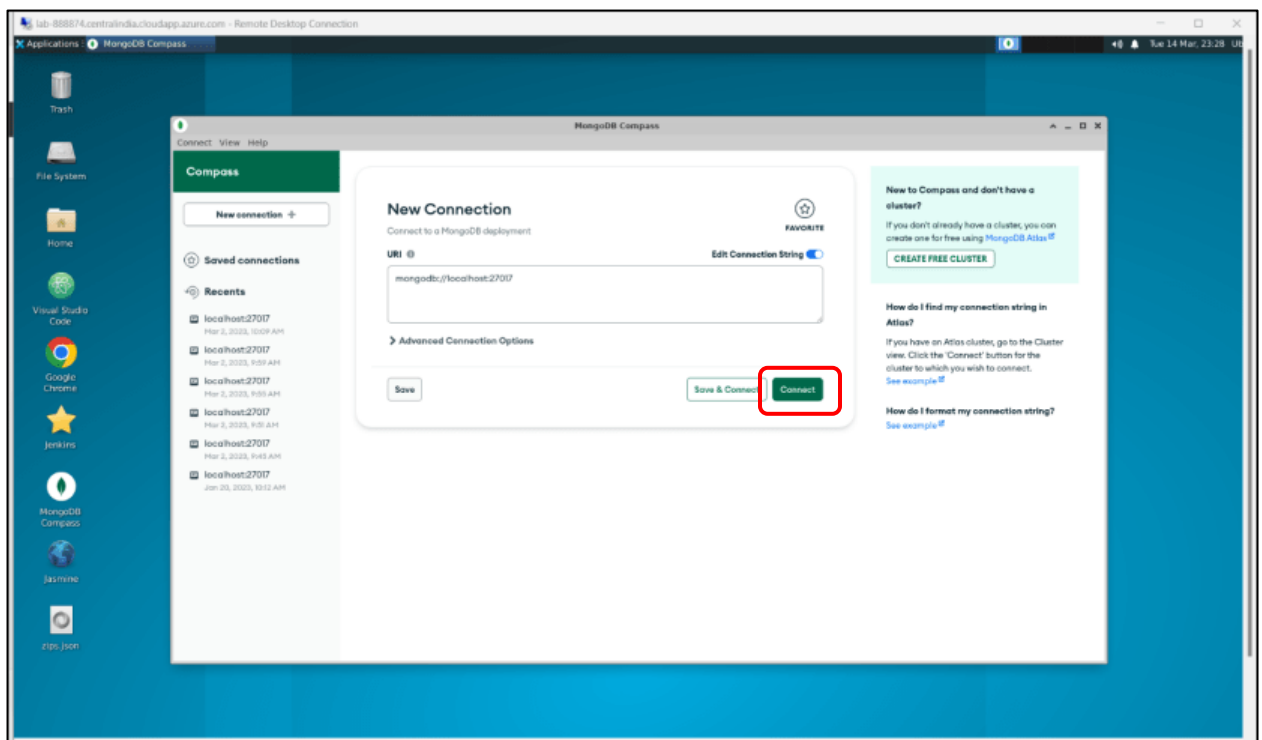 lab-888874.centralindia.cloudapp.azure.com - Remote Desktop Connection
Applications MongoDB Compass
Tue 14 Mar, 23:28 Ub
Trash
File System
Home
Visual Studio
Code
Google
Chrome
Jenkins
MongoDB
Compass
Jasmine
zips.json
MongoDB Compass
Connect View Help
Compass
New connection +
Saved connections
Recents
localhost:27017
Mar 2, 2023, 10:09 AM
localhost:27017
Mar 2, 2023, 9:59 AM
localhost:27017
Mar 2, 2023, 9:55 AM
localhost:27017
Mar 2, 2023, 9:51 AM
localhost:27017
Mar 2, 2023, 9:45 AM
localhost:27017
Jan 20, 2023, 10:12 AM
New Connection
Connect to a MongoDB deployment
FAVORITE
URI
Edit Connection String
mongodb://localhost:27017
Advanced Connection Options
Save
Save & Connect
Connect
New to Compass and don't have a
cluster?
If you don't already have a cluster, you can
create one for free using MongoDB Atlas
CREATE FREE CLUSTER
How do I find my connection string in
Atlas?
If you have an Atlas cluster, go to the Cluster
view. Click the 'Connect' button for the
cluster to which you wish to connect.
See example
How do I format my connection string?
See example